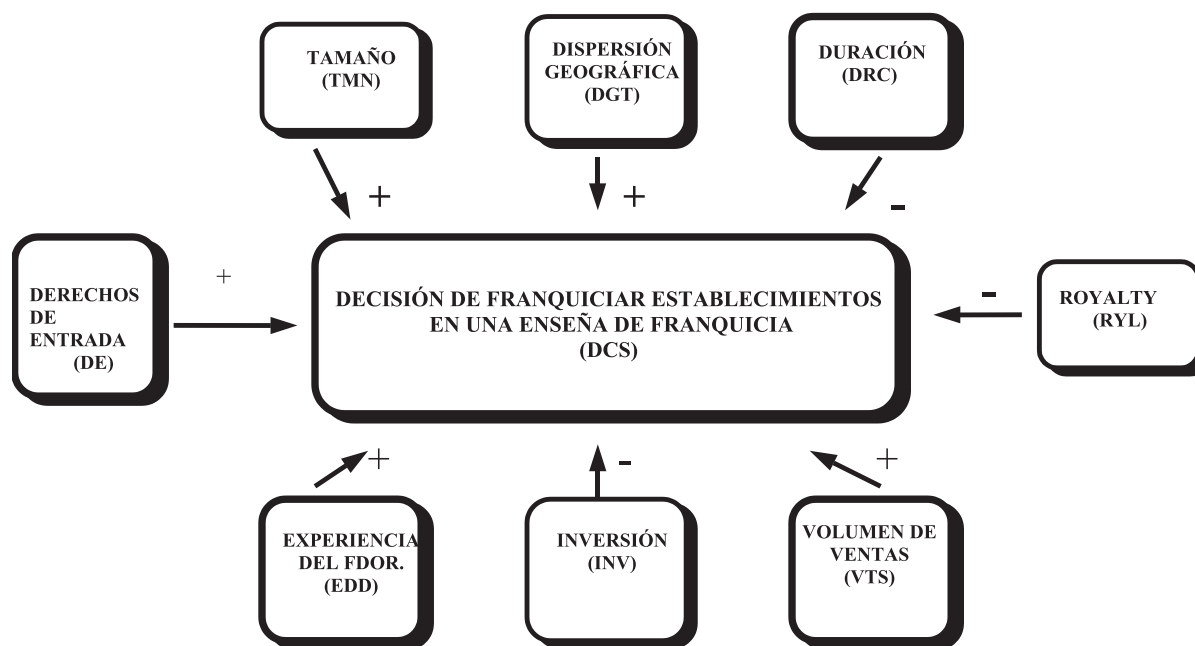 TAMAÑO
(TMN)
DISPERSIÓN
GEOGRÁFICA
(DGT)
DURACIÓN
(DRC)
+
+
-
DERECHOS
DE
ENTRADA
(DE)
+
DECISIÓN DE FRANQUICIAR ESTABLECIMIENTOS
EN UNA ENSEÑA DE FRANQUICIA
(DCS)
-
ROYALTY
(RYL)
+
-
+
EXPERIENCIA
DEL FDOR.
(EDD)
INVERSIÓN
(INV)
VOLUMEN DE
VENTAS
(VTS)